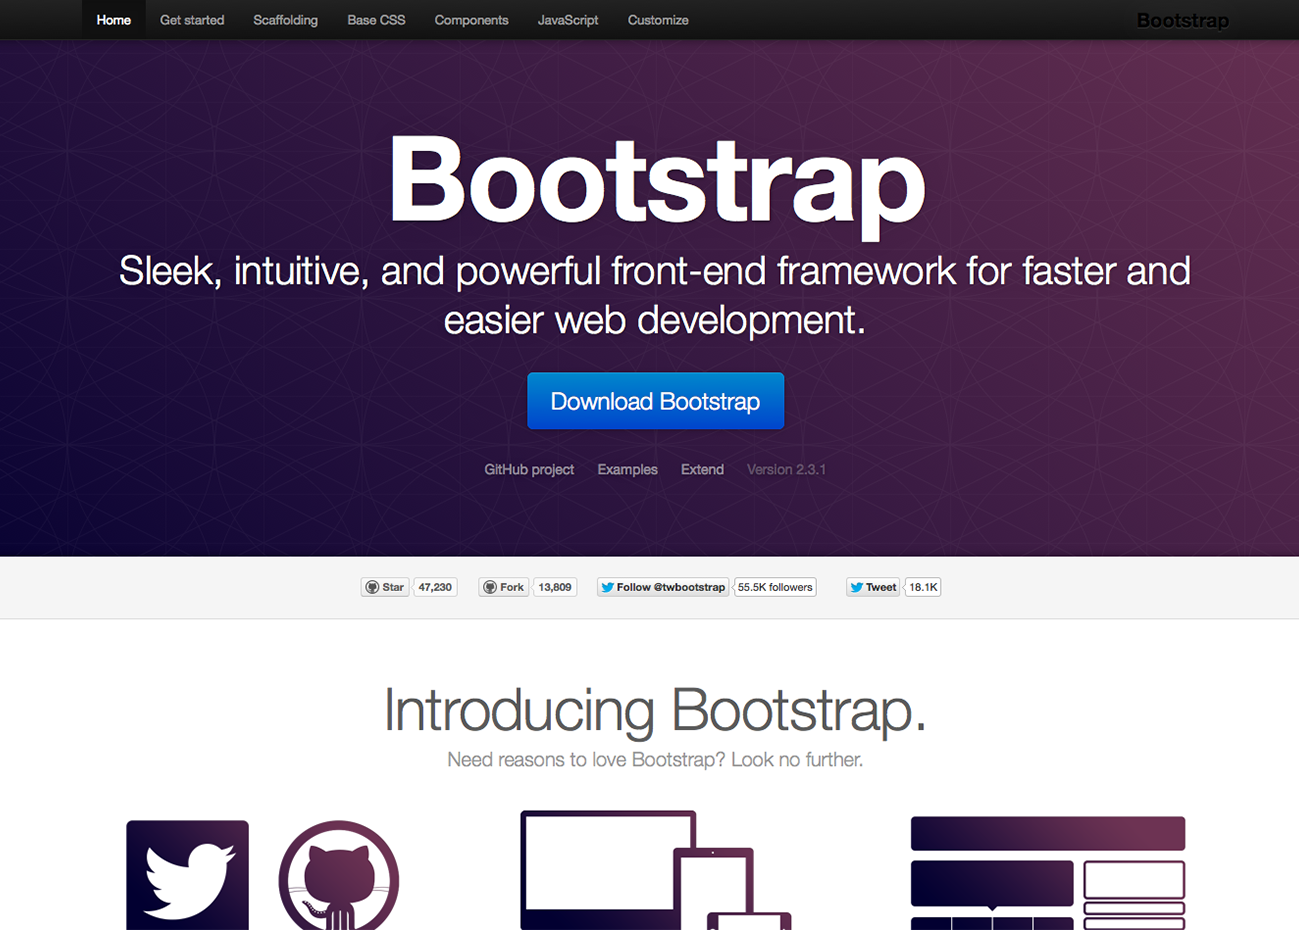 Home Get started Scaffolding Base CSS Components JavaScript Customize Bootstrap
Bootstrap
Sleek, intuitive, and powerful front-end framework for faster and
easier web development.
Download Bootstrap
GitHub project Examples Extend Version 2.3.1
Star 47,230 Fork 13,809 Follow @twbootstrap 55.5K followers Tweet 18.1K
Introducing Bootstrap.
Need reasons to love Bootstrap? Look no further.